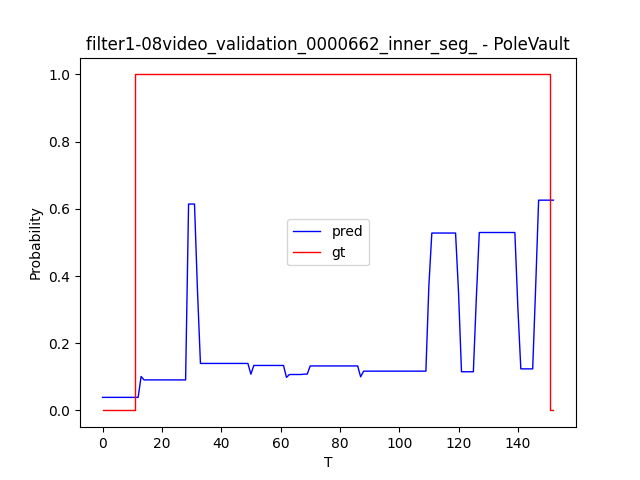 filter1-08video_validation_0000662_inner_seg_ - PoleVault
1.0
0.8
0.6
0.4
0.2
0.0
Probability
pred
gt
0 20 40 60 80 100 120 140
T